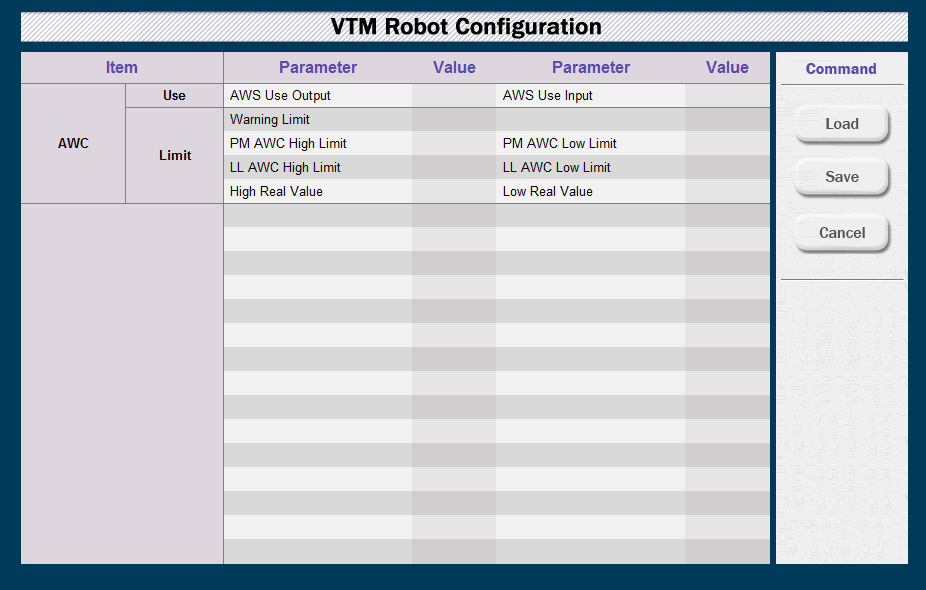 VTM Robot Configuration
Item Parameter Value Parameter Value
Command
AWC
Use
AWS Use Output AWS Use Input
Limit
Warning Limit
PM AWC High Limit PM AWC Low Limit
LL AWC High Limit LL AWC Low Limit
High Real Value Low Real Value
Load
Save
Cancel